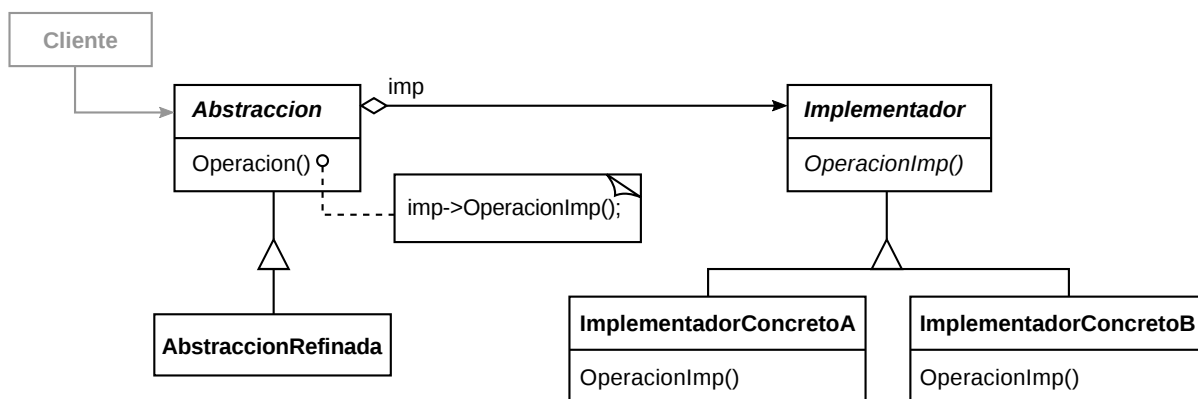 Cliente
imp
Abstraccion
Implementador
Operacion()
OperacionImp()
imp->OperacionImp();
AbstraccionRefinada
ImplementadorConcretoA
ImplementadorConcretoB
OperacionImp()
OperacionImp()